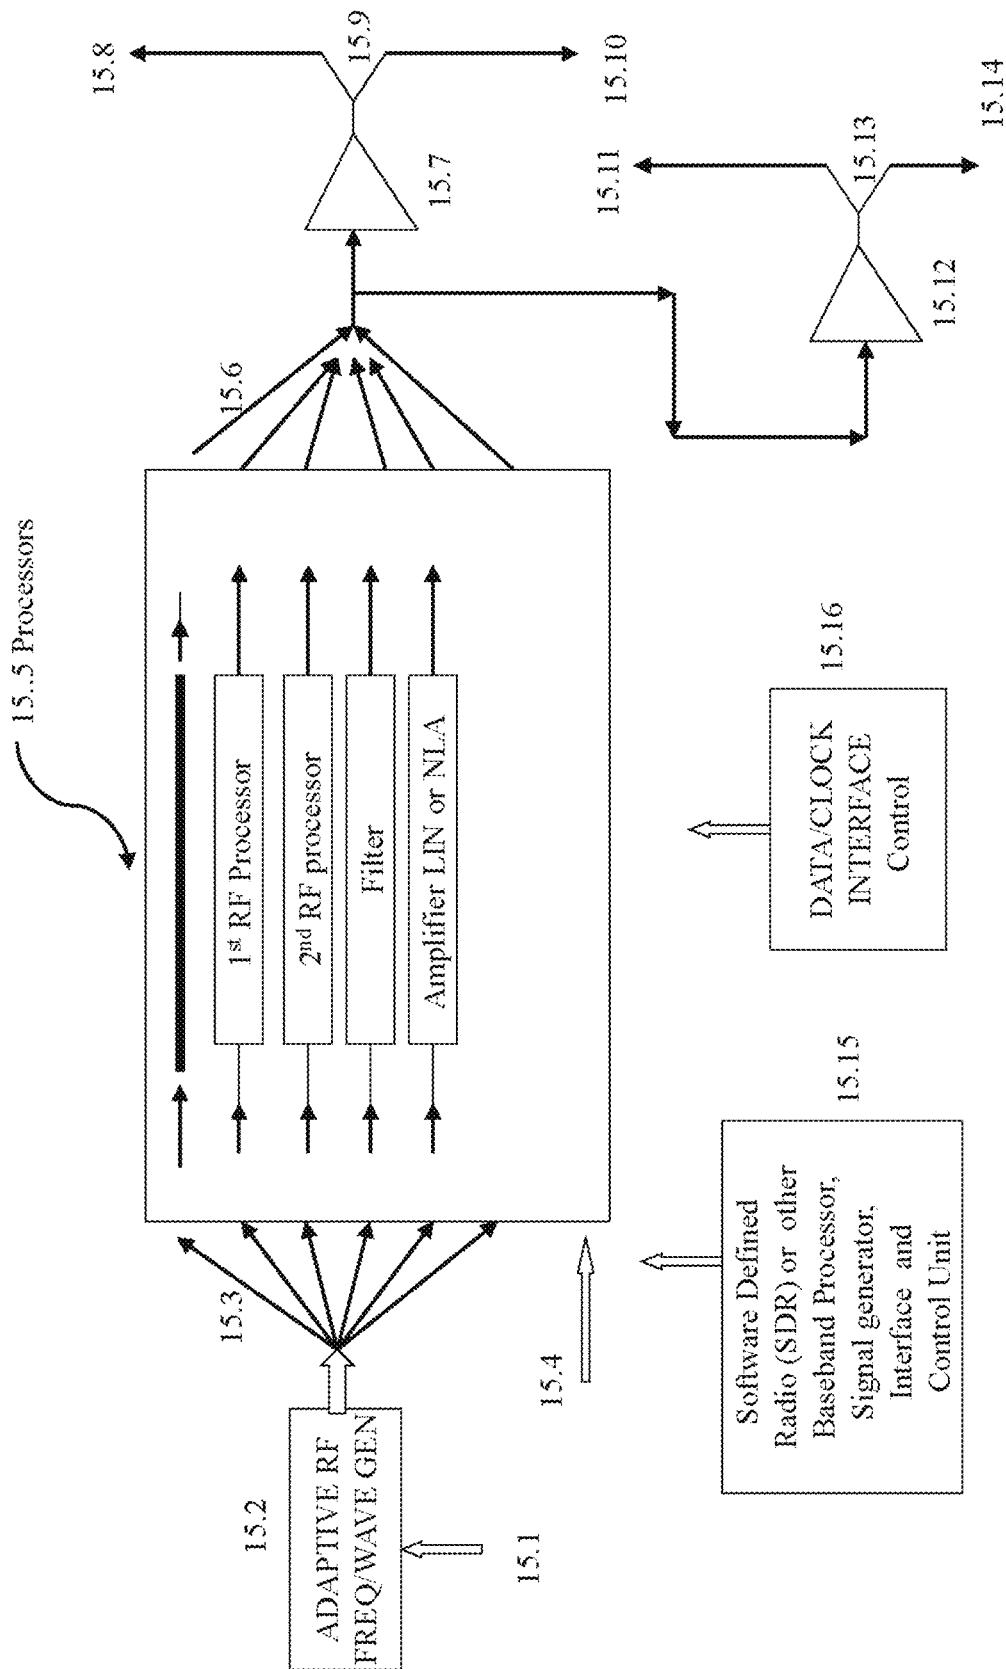 15..5 Processors
15.1
15.2
ADAPTIVE RF
FREQ/WAVE GEN
15.3
15.4
1st RF Processor
2nd RF processor
Filter
Amplifier LIN or NLA
15.6
15.7
15.8
15.9
15.10
15.11
15.12
15.13
15.14
Software Defined
Radio (SDR) or other
Baseband Processor,
Signal generator,
Interface and
Control Unit
15.15
DATA/CLOCK
INTERFACE
Control
15.16